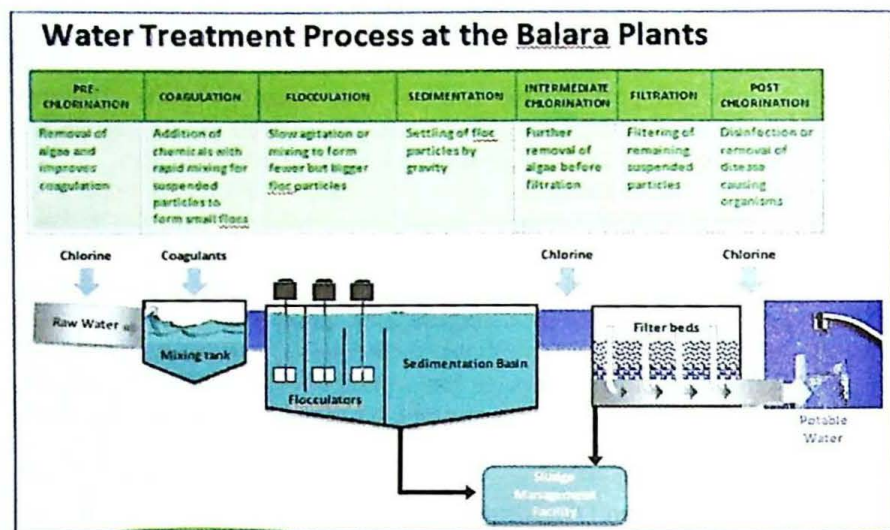 Water Treatment Process at the Balara Plants
PRE-
CHLORINATION
COAGULATION
FLOCCULATION
SEDIMENTATION
INTERMEDIATE
CHLORINATION
FILTRATION
POST
CHLORINATION
Removal of
algae and
improves
coagulation
Addition of
chemicals with
rapid mixing for
suspended
particles to
form small flocs
Slow agitation or
mixing to form
fewer but bigger
floc particles
Settling of floc
particles by
gravity
Further
removal of
algae before
filtration
Filtering of
remaining
suspended
particles
Disinfection or
removal of
disease
causing
organisms
Chlorine
Coagulants
Chlorine
Chlorine
Raw Water
Mixing tank
Flocculators
Sedimentation Basin
Filter beds
Potable
Water
Sludge
Management
Facility